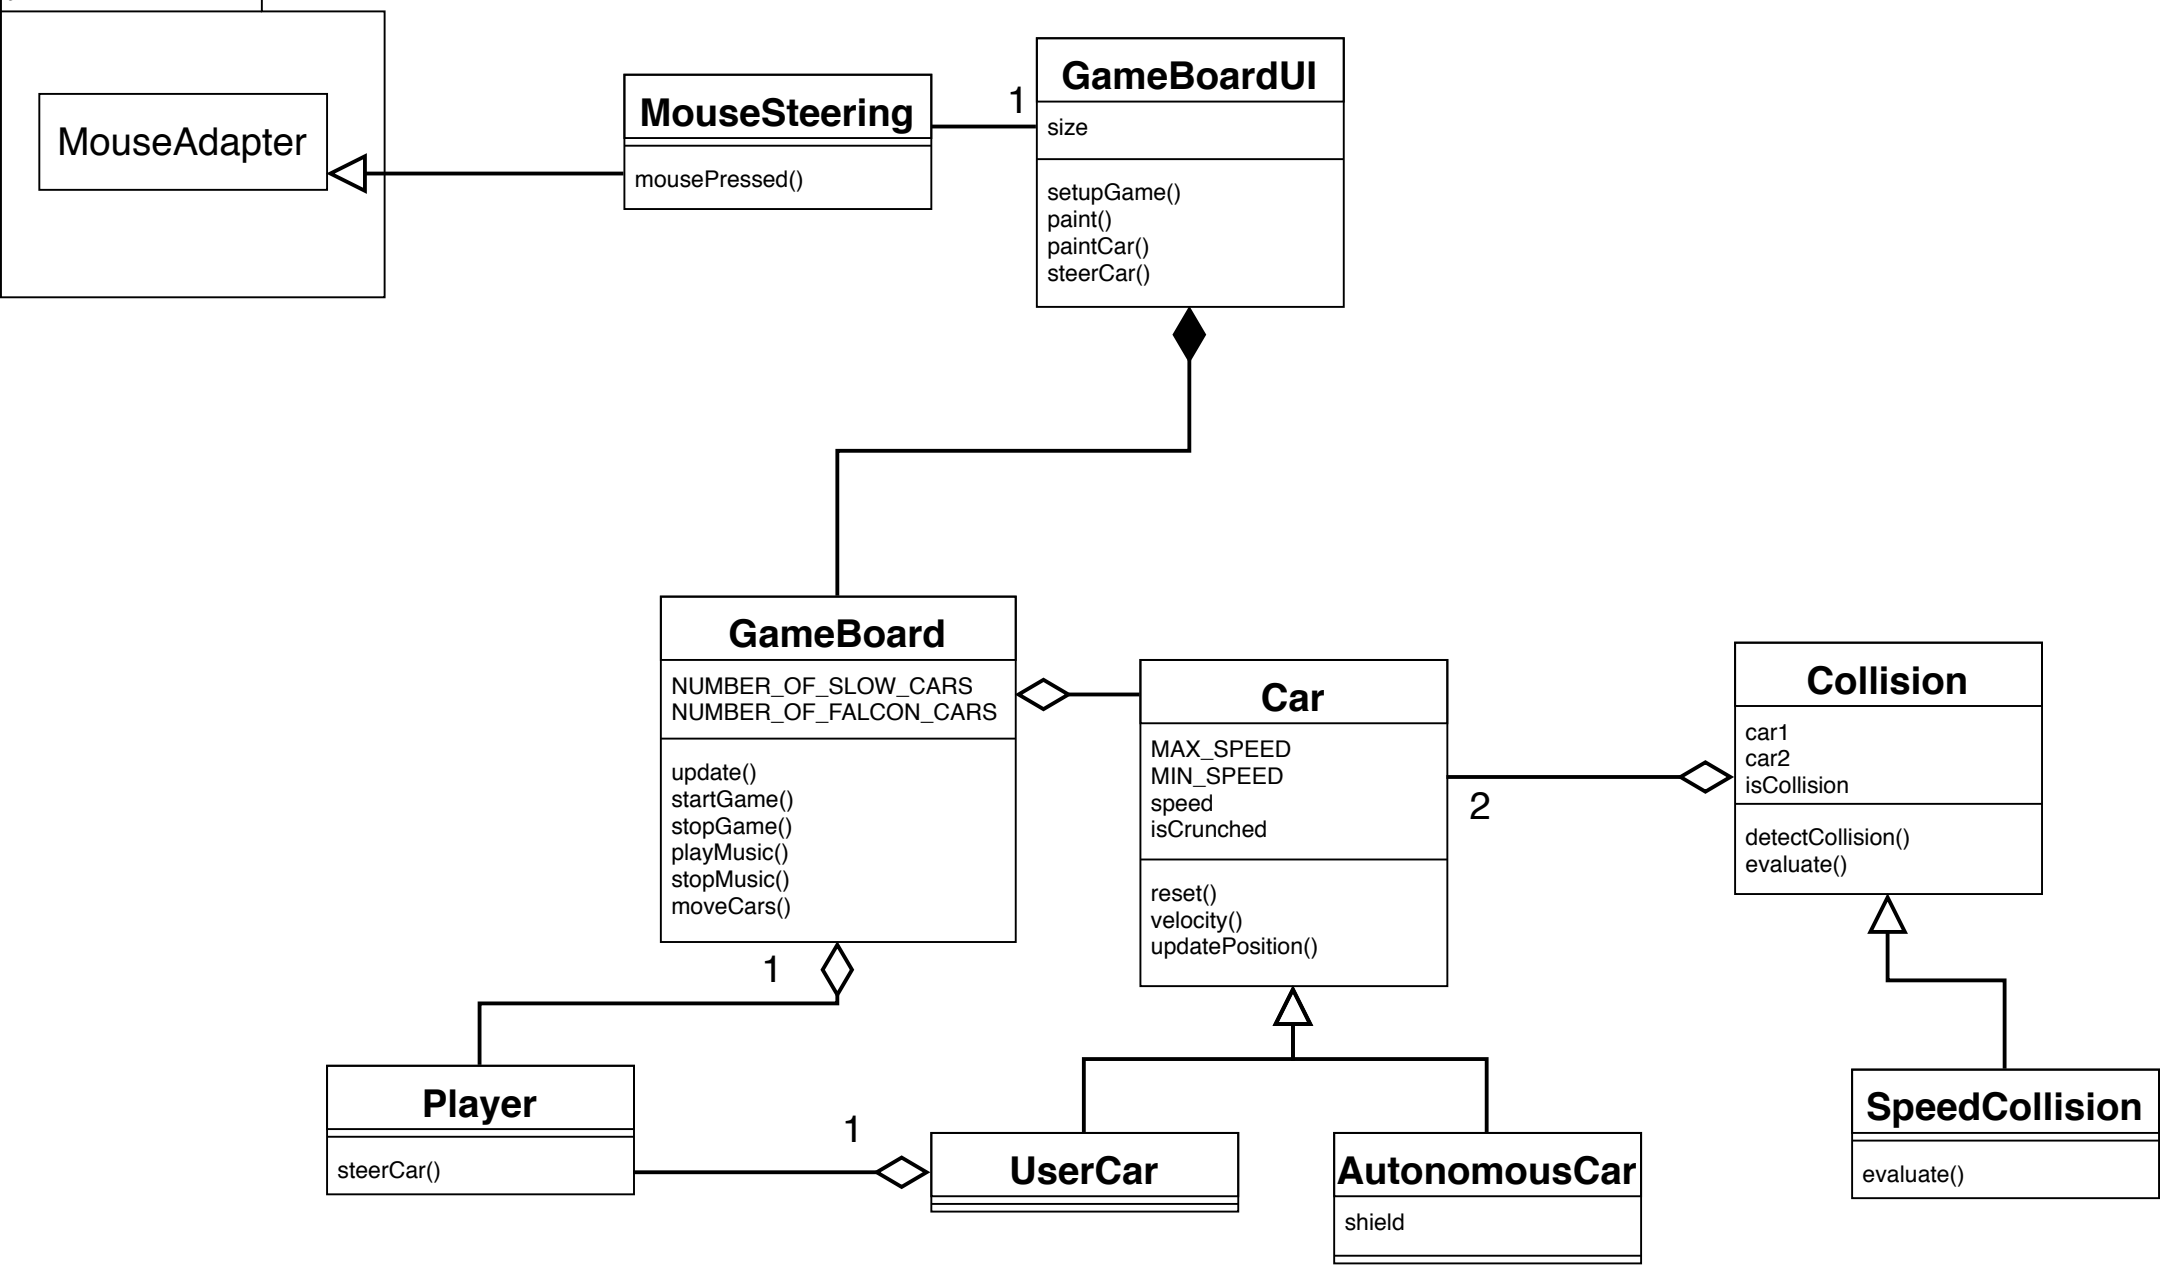 MouseAdapter
MouseSteering
mousePressed()
1
GameBoardUI
size
setupGame()
paint()
paintCar()
steerCar()
GameBoard
NUMBER_OF_SLOW_CARS
NUMBER_OF_FALCON_CARS
update()
startGame()
stopGame()
playMusic()
stopMusic()
moveCars()
1
Car
MAX_SPEED
MIN_SPEED
speed
isCrunched
reset()
velocity()
updatePosition()
2
Collision
car1
car2
isCollision
detectCollision()
evaluate()
Player
steerCar()
1
UserCar
AutonomousCar
shield
SpeedCollision
evaluate()